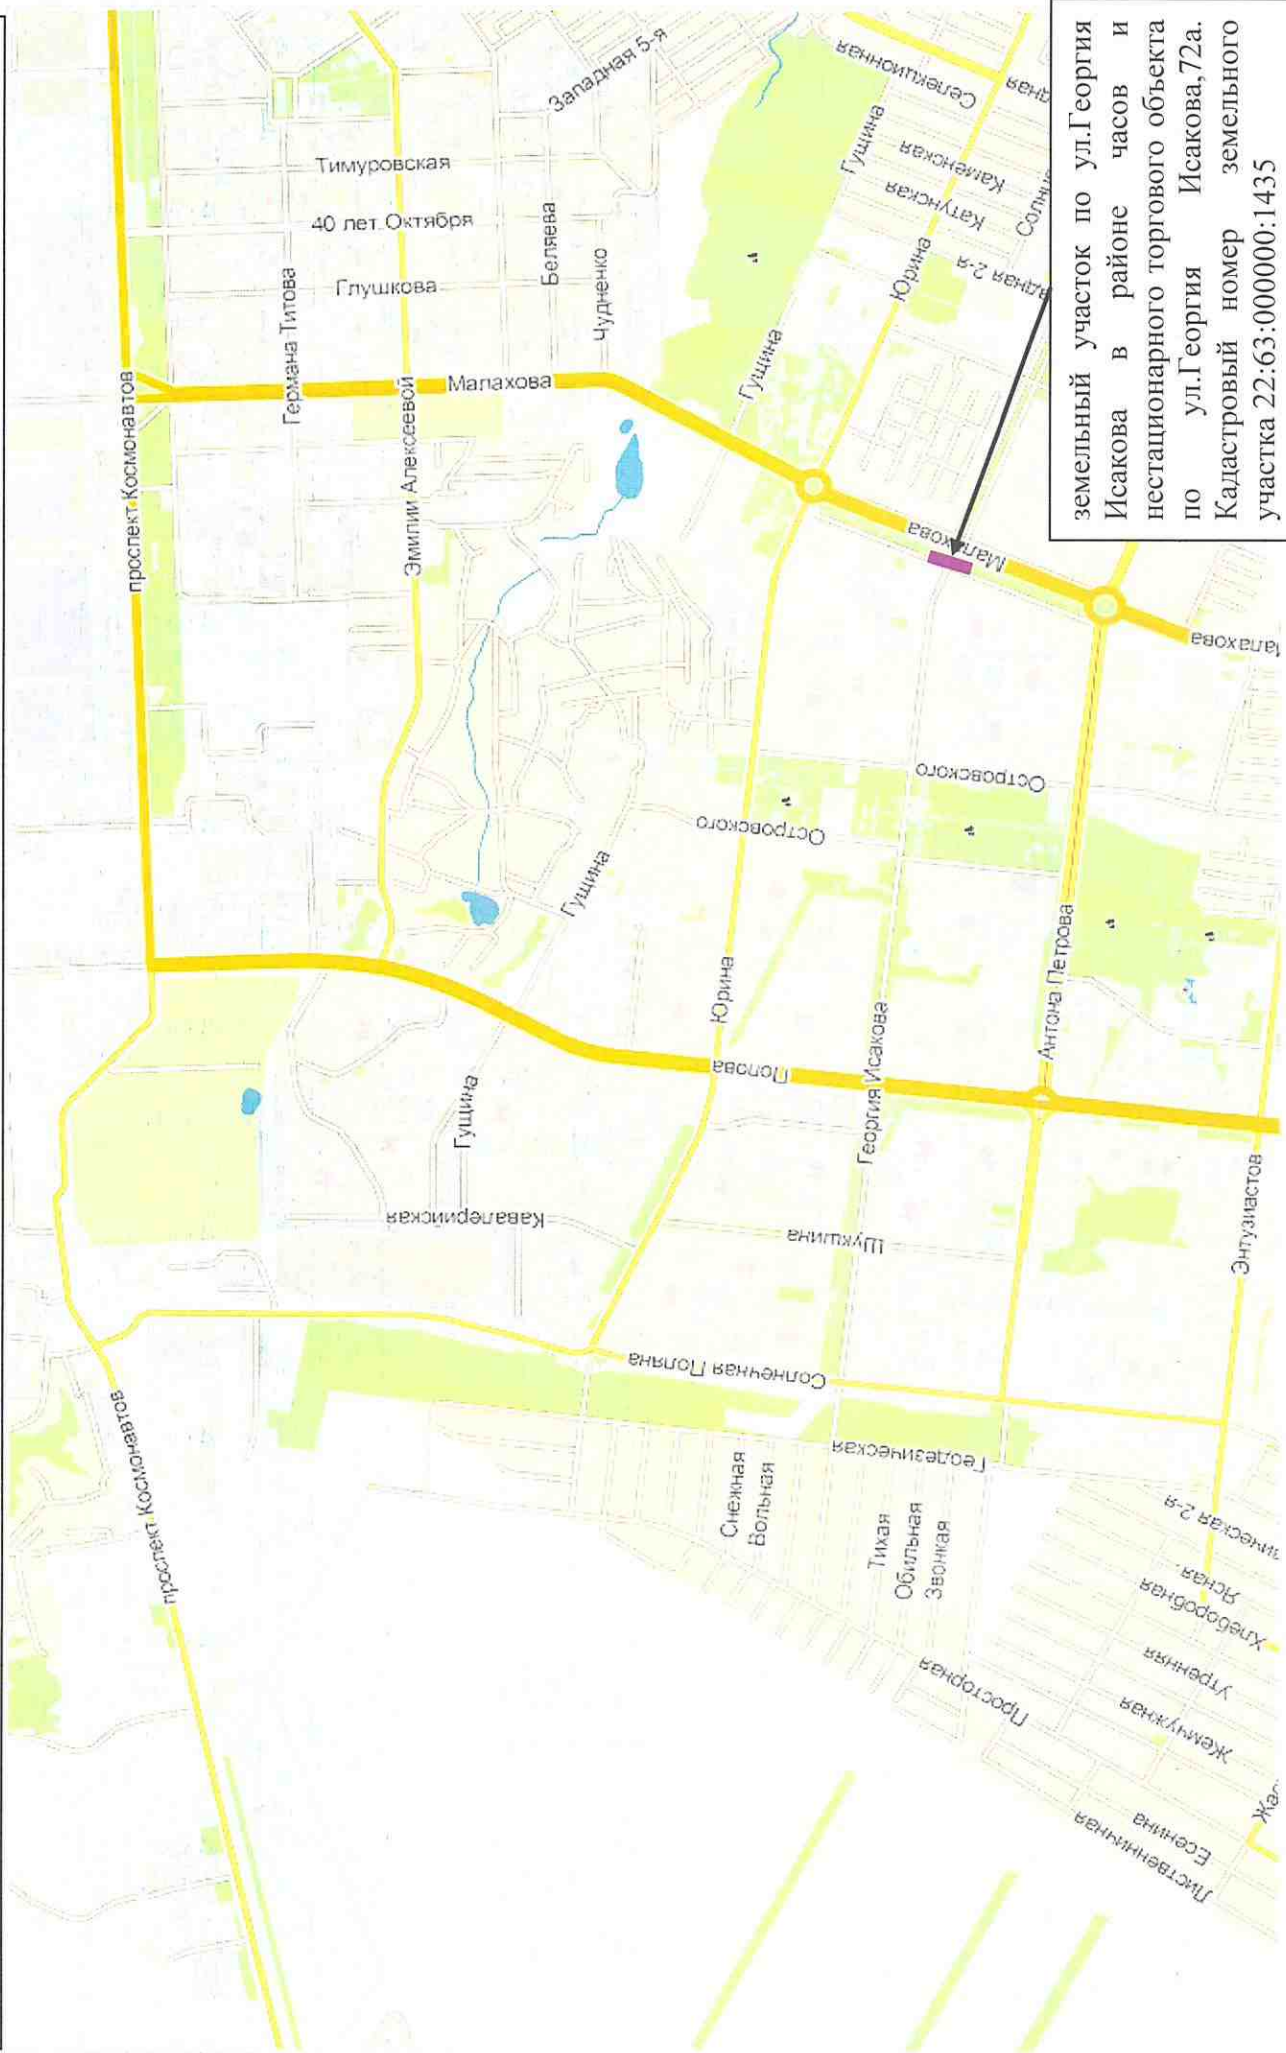 проспект Космонавтов
Западная 5-я
Тимуровская
40 лет Октября
Глушкова
Германа Титова
Беляева
Чудненко
Эмилии Алексеевой
Малахова
проспект Космонавтов
Гущина
Селекционная
Каменская
Катунская
Юрина
Гущина
Малахова
Островского
Островского
Гущина
Юрина
Попова
Георгия Исакова
Антона Петрова
Гущина
Кавалерийская
Шукшина
Энтузиастов
Солнечная Поляна
Геодезическая
Снежная
Вольная
Тихая
Обильная
Звонкая
Просторная
Ясная
Хлеборобная
Утренняя
Жемчужная
Есенина
Лиственничная
земельный участок по ул.Георгия
Исакова в районе часов и
нестационарного торгового объекта
по ул.Георгия Исакова,72а.
Кадастровый номер земельного
участка 22:63:000000:1435